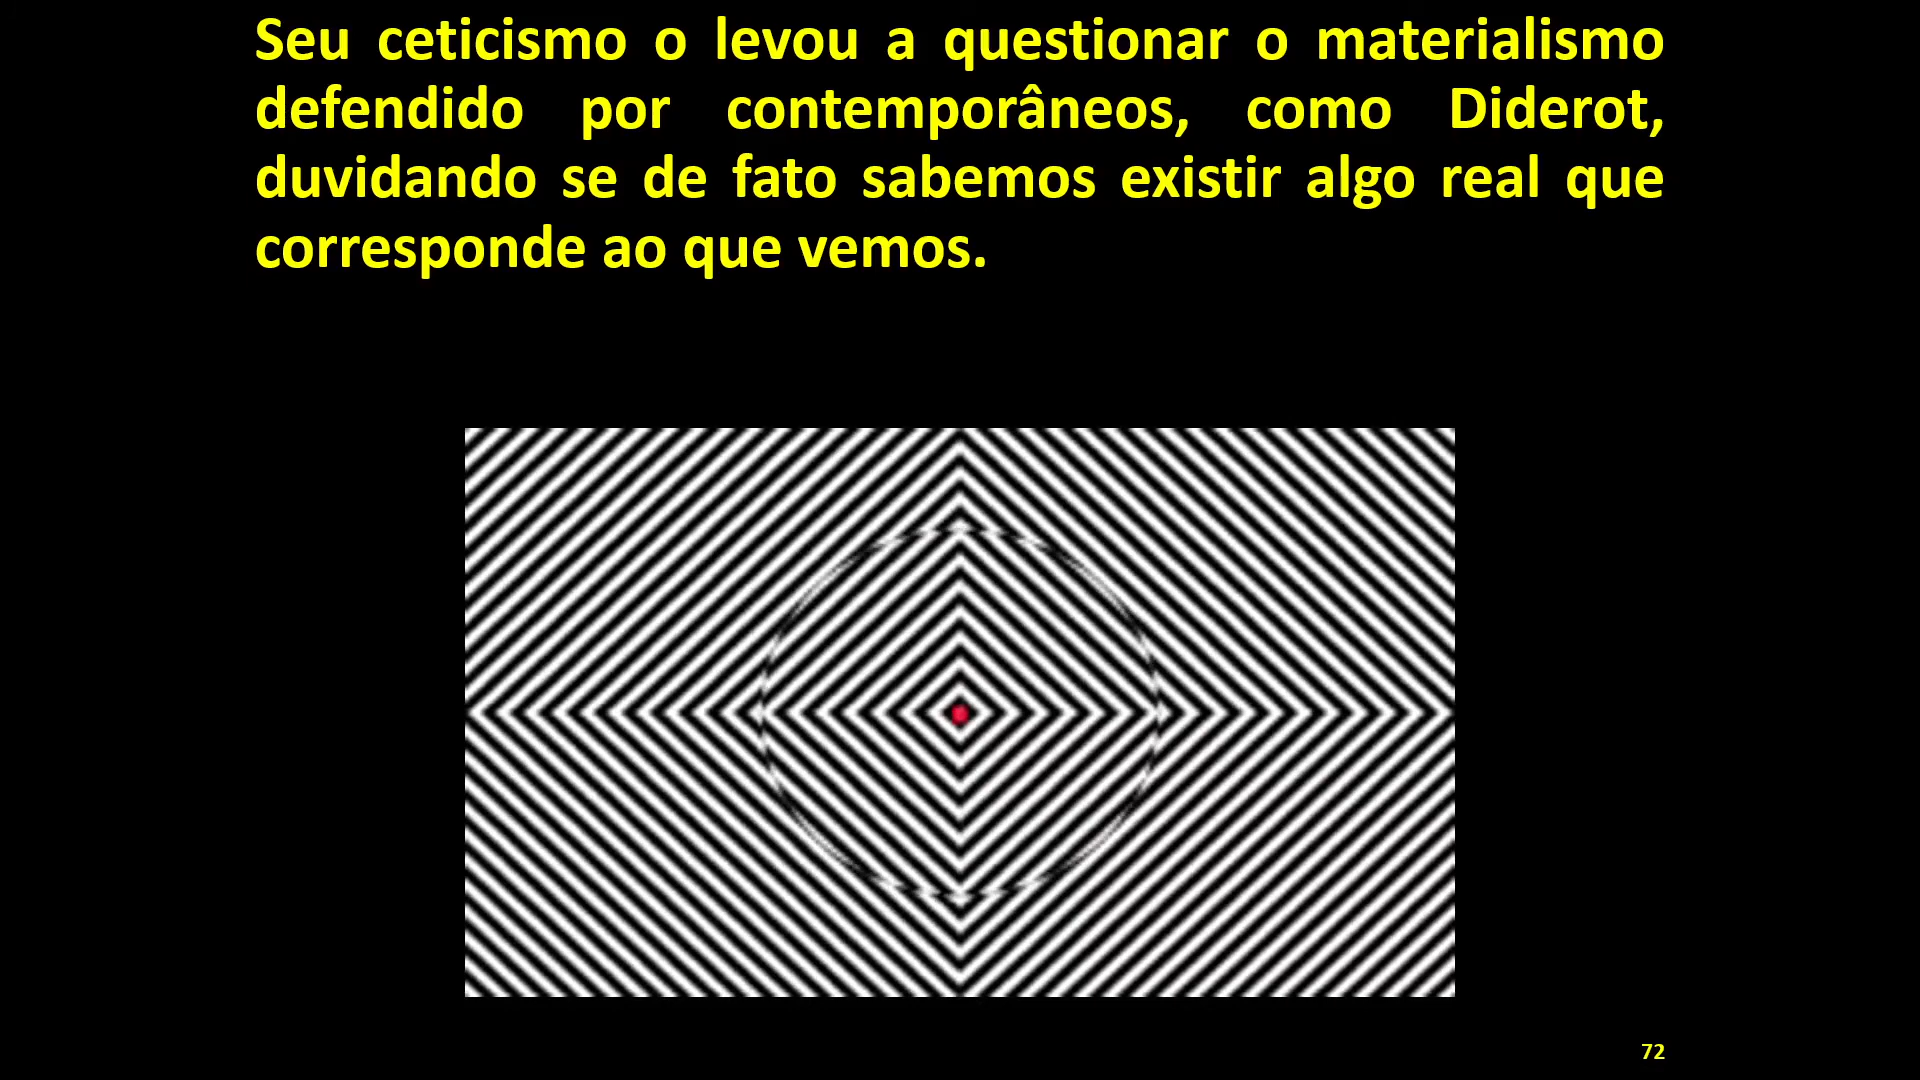 Seu ceticismo o levou a questionar o materialismo
defendido por contemporâneos, como Diderot,
duvidando se de fato sabemos existir algo real que
corresponde ao que vemos.
72